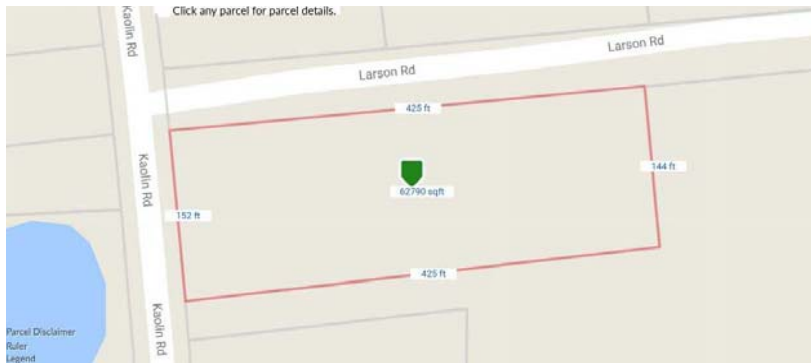 Click any parcel for parcel details.
Kaolin Rd
Larson Rd
Larson Rd
425 ft
144 ft
Kaolin Rd
62790 sqft
152 ft
425 ft
Kaolin Rd
Parcel Disclaimer
Ruler
Legend